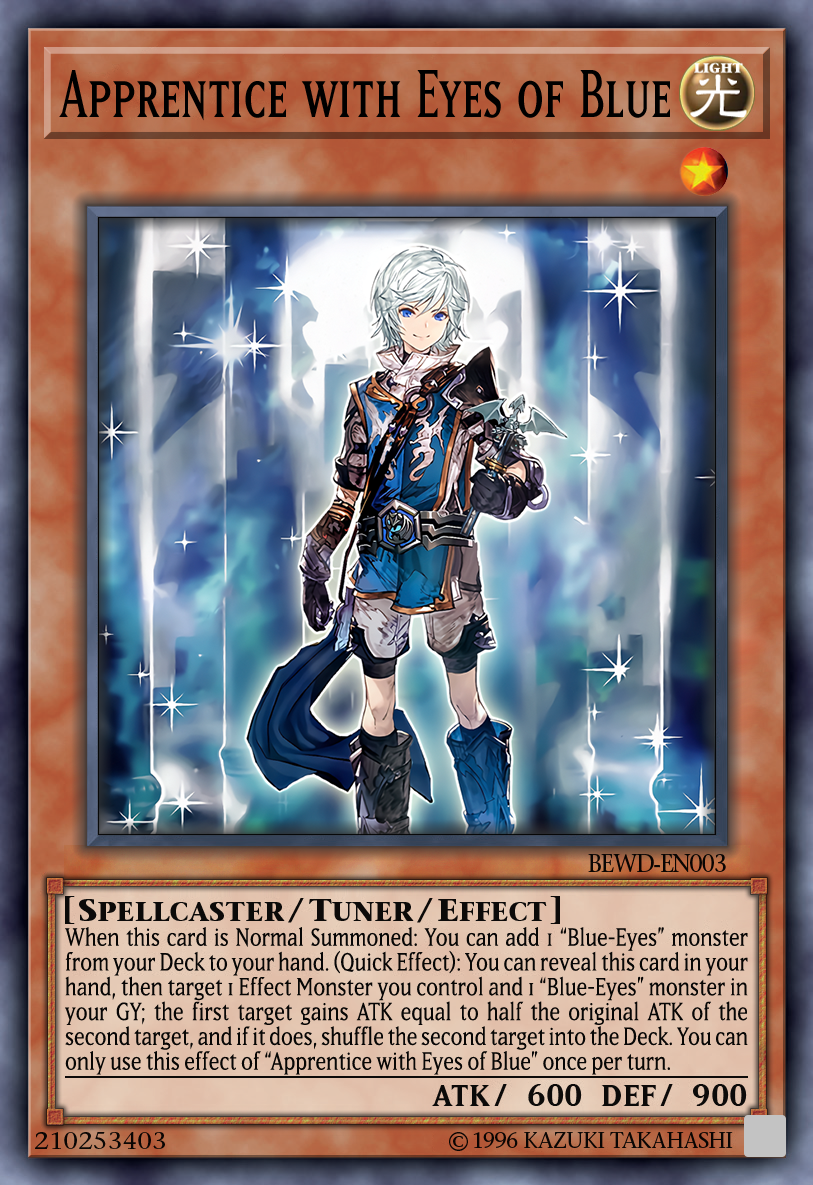 Apprentice with Eyes of Blue
LIGHT
光
BEWD-EN003
[Spellcaster/Tuner/Effect]
When this card is Normal Summoned: You can add 1 “Blue-Eyes” monster
from your Deck to your hand. (Quick Effect): You can reveal this card in your
hand, then target 1 Effect Monster you control and 1 “Blue-Eyes” monster in
your GY; the first target gains ATK equal to half the original ATK of the
second target, and if it does, shuffle the second target into the Deck. You can
only use this effect of “Apprentice with Eyes of Blue” once per turn.
ATK/ 600 DEF/ 900
210253403
© 1996 KAZUKI TAKAHASHI